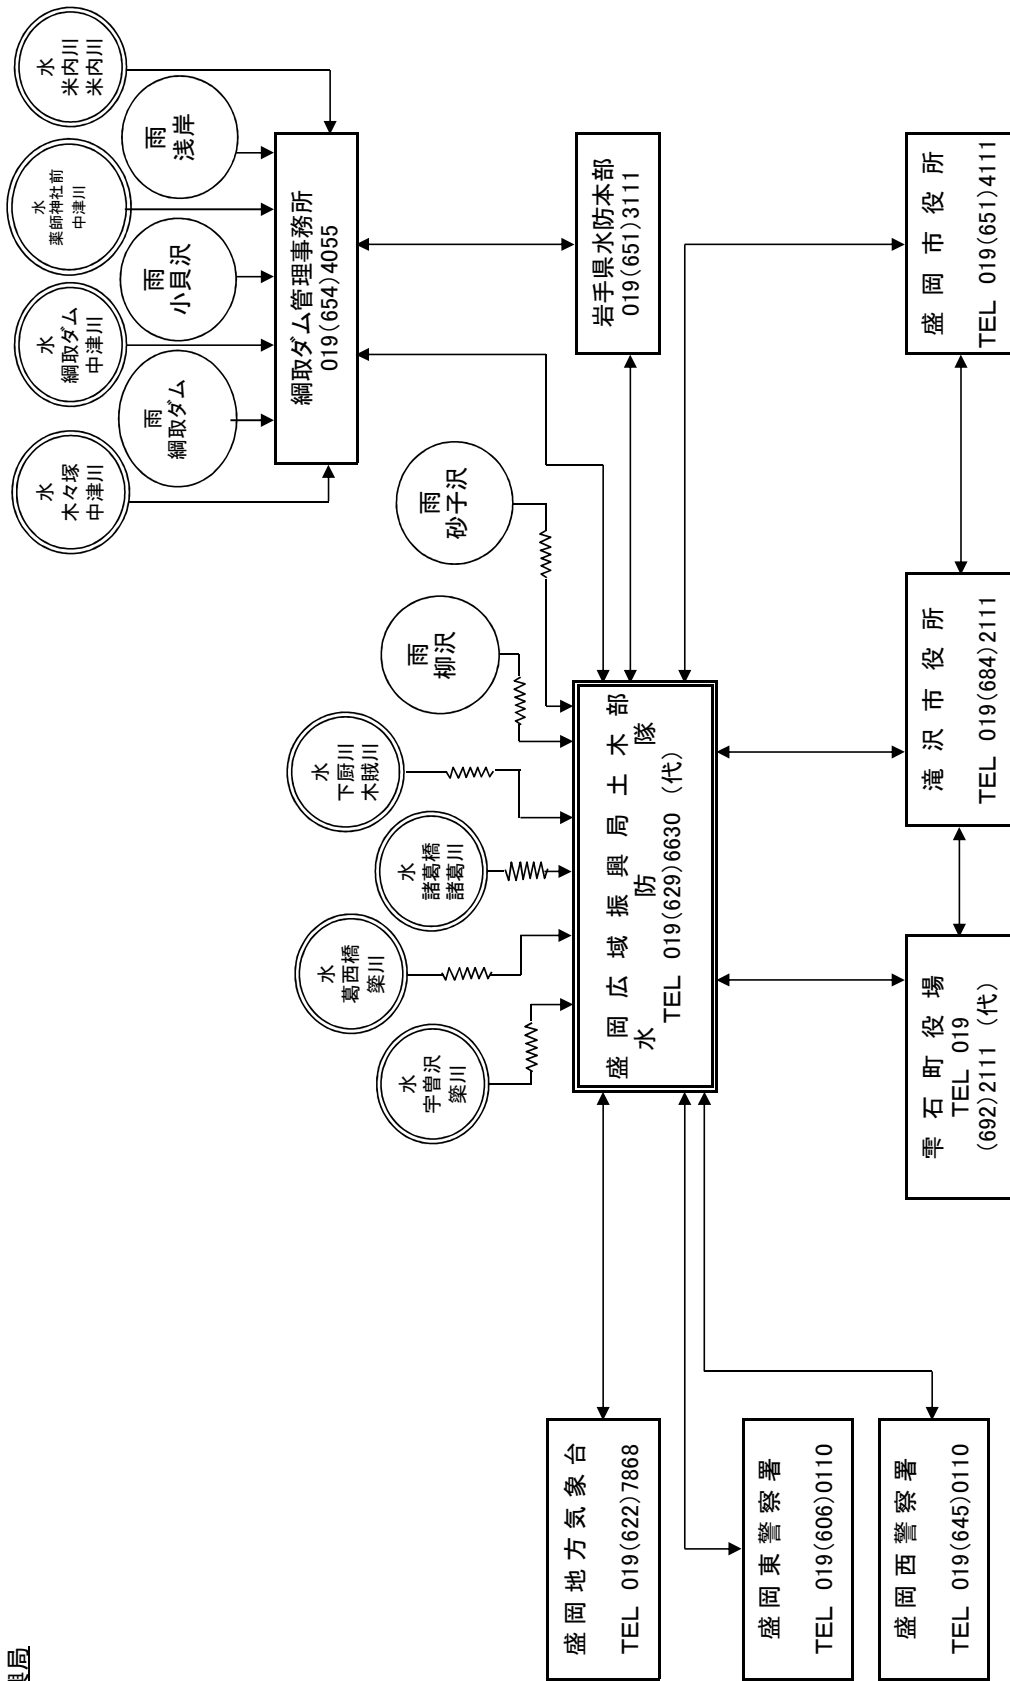 興局
水
米内川
米内川
雨
浅岸
水
薬師神社前
中津川
雨
小貝沢
水
綱取ダム
中津川
雨
綱取ダム
水
木々塚
中津川
綱取ダム管理事務所
019(654)4055
岩手県水防本部
019(651)3111
盛岡市役所
TEL 019(651)4111
雨
砂子沢
雨
柳沢
水
下厨川
木賊川
水
諸葛橋
諸葛川
水
葛西橋
簗川
水
宇曽沢
簗川
盛岡広域振興局土木部
水防隊
TEL 019(629)6630 (代)
滝沢市役所
TEL 019(684)2111
雫石町役場
TEL 019
(692)2111 (代)
盛岡地方気象台
TEL 019(622)7868
盛岡東警察署
TEL 019(606)0110
盛岡西警察署
TEL 019(645)0110